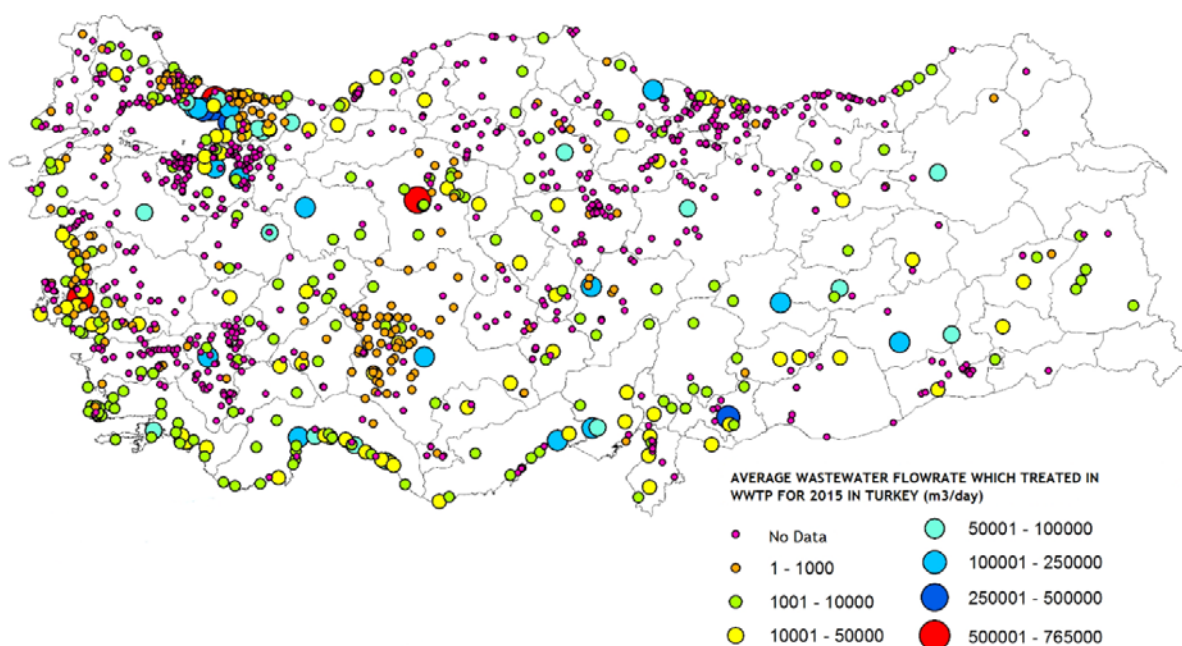 AVERAGE WASTEWATER FLOWRATE WHICH TREATED IN
WWTP FOR 2015 IN TURKEY (m3/day)
No Data
1 - 1000
1001 - 10000
10001 - 50000
50001 - 100000
100001 - 250000
250001 - 500000
500001 - 765000